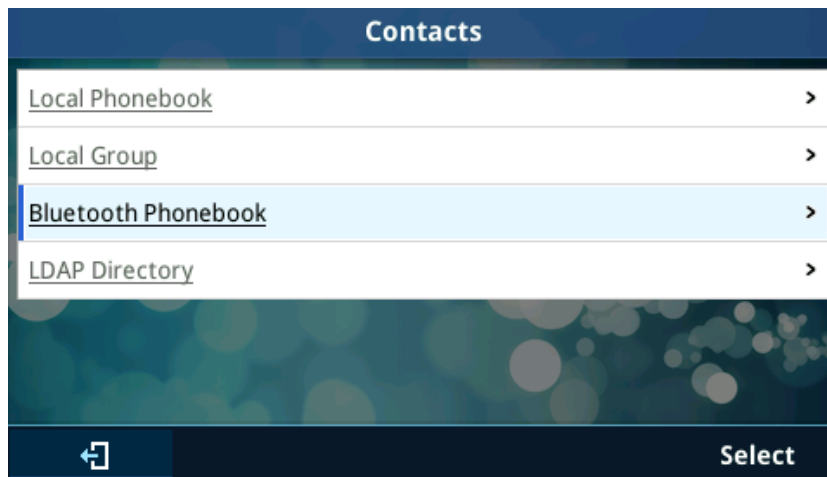 Contacts
Local Phonebook
Local Group
Bluetooth Phonebook
LDAP Directory
Select